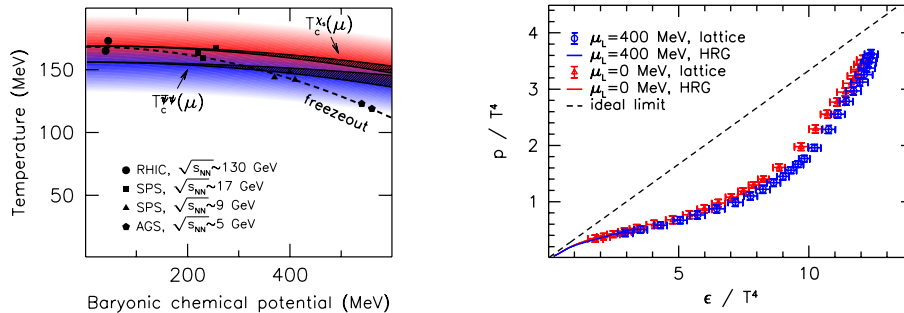 T_c^χs(μ)
T_c^ψ̄ψ(μ)
freezeout
RHIC, √s_NN~130 GeV
SPS, √s_NN~17 GeV
SPS, √s_NN~9 GeV
AGS, √s_NN~5 GeV
150
100
50
200
400
Temperature (MeV)
Baryonic chemical potential (MeV)
μ_L=400 MeV, lattice
μ_L=400 MeV, HRG
μ_L=0 MeV, lattice
μ_L=0 MeV, HRG
ideal limit
4
3
2
1
5
10
p / T⁴
ϵ / T⁴